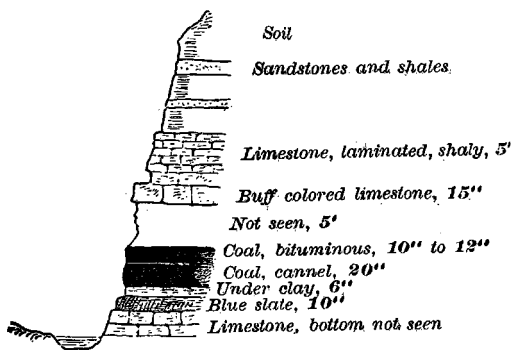 Soil
Sandstones and shales
Limestone, laminated, shaly, 5'
Buff colored limestone, 15"
Not seen, 5'
Coal, bituminous, 10" to 12"
Coal, cannel, 20"
Under clay, 6"
Blue slate, 10"
Limestone, bottom not seen